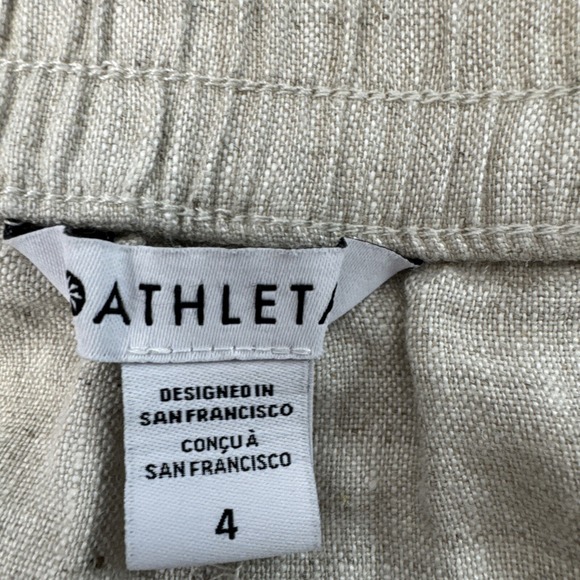 ATHLETA
DESIGNED IN
SAN FRANCISCO
CONÇU À
SAN FRANCISCO
4